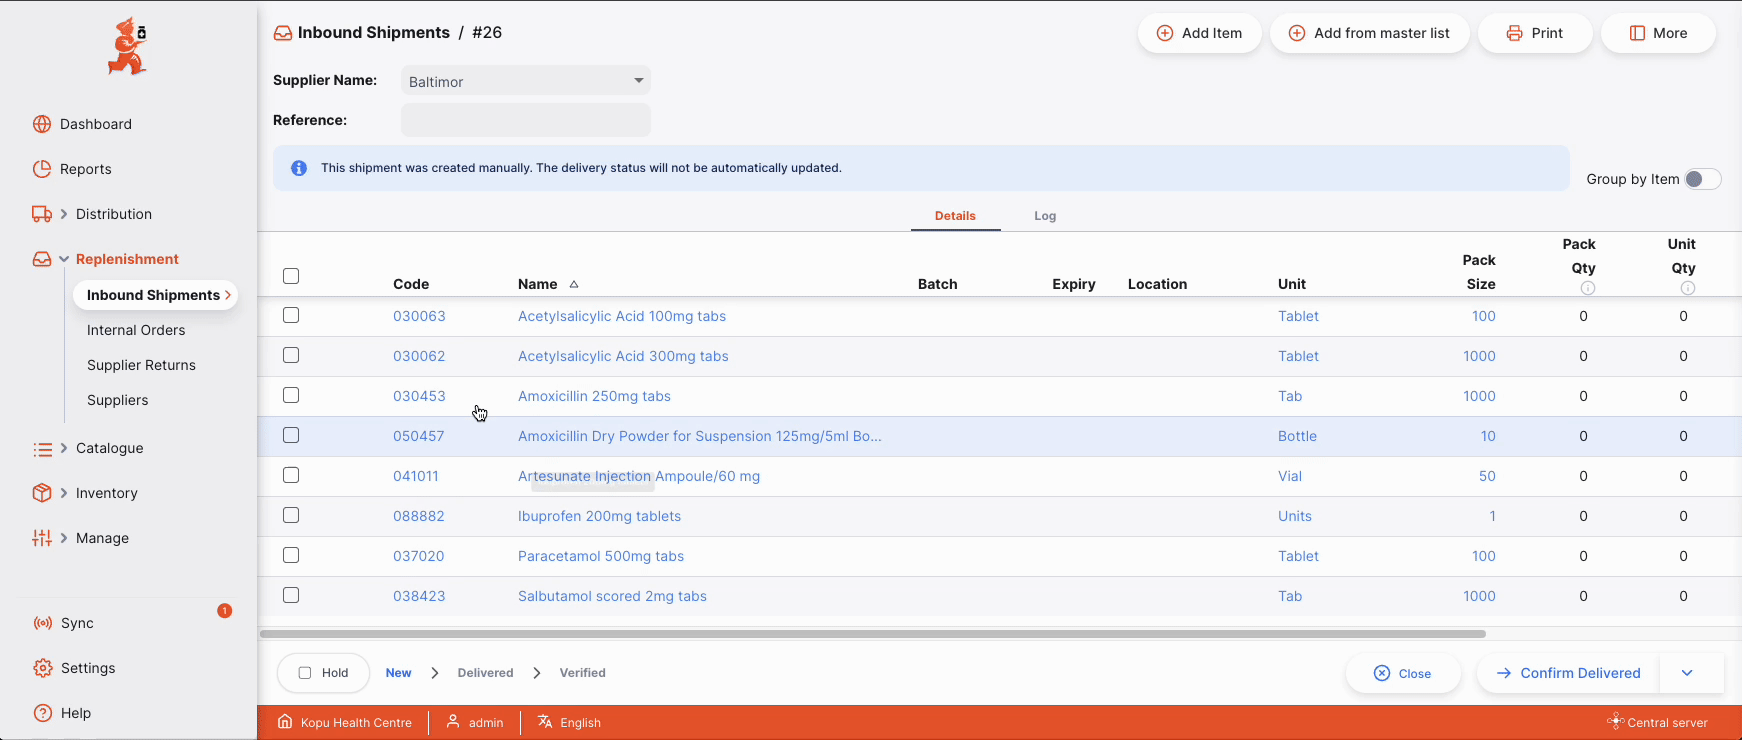 Inbound Shipments / #26
Add Item
Add from master list
Print
More
Supplier Name:
Baltimor
Reference:
This shipment was created manually. The delivery status will not be automatically updated.
Group by Item
Dashboard
Reports
Distribution
Replenishment
Inbound Shipments
Internal Orders
Supplier Returns
Suppliers
Catalogue
Inventory
Manage
Sync
1
Settings
Help
Details
Log
Code Name Batch Expiry Location Unit Pack Size Pack Qty Unit Qty
030063 Acetylsalicylic Acid 100mg tabs Tablet 100 0 0
030062 Acetylsalicylic Acid 300mg tabs Tablet 1000 0 0
030453 Amoxicillin 250mg tabs Tab 1000 0 0
050457 Amoxicillin Dry Powder for Suspension 125mg/5ml Bo... Bottle 10 0 0
041011 Artesunate Injection Ampoule/60 mg Vial 50 0 0
088882 Ibuprofen 200mg tablets Units 1 0 0
037020 Paracetamol 500mg tabs Tablet 100 0 0
038423 Salbutamol scored 2mg tabs Tab 1000 0 0
Hold
New
Delivered
Verified
Close
Confirm Delivered
Kopu Health Centre
admin
English
Central server